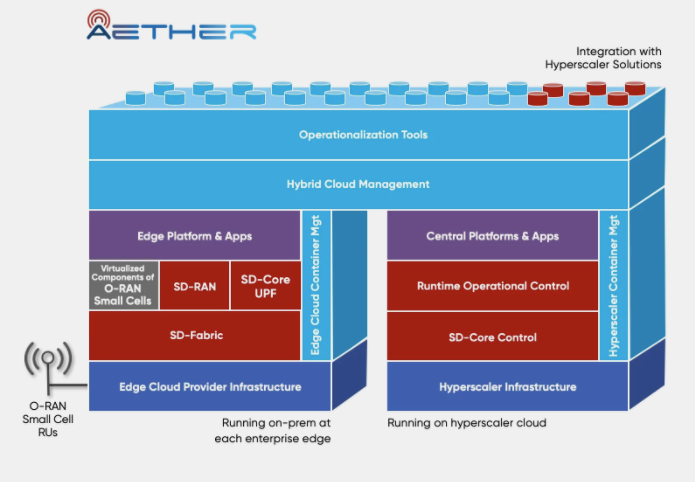 AETHER
Integration with
Hyperscaler Solutions
Operationalization Tools
Hybrid Cloud Management
Edge Platform & Apps
Virtualized
Components of
O-RAN
Small Cells
SD-RAN
SD-Core
UPF
SD-Fabric
Edge Cloud Container Mgt
Edge Cloud Provider Infrastructure
Central Platforms & Apps
Runtime Operational Control
SD-Core Control
Hyperscaler Container Mgt
Hyperscaler Infrastructure
O-RAN
Small Cell
RUs
Running on-prem at
each enterprise edge
Running on hyperscaler cloud